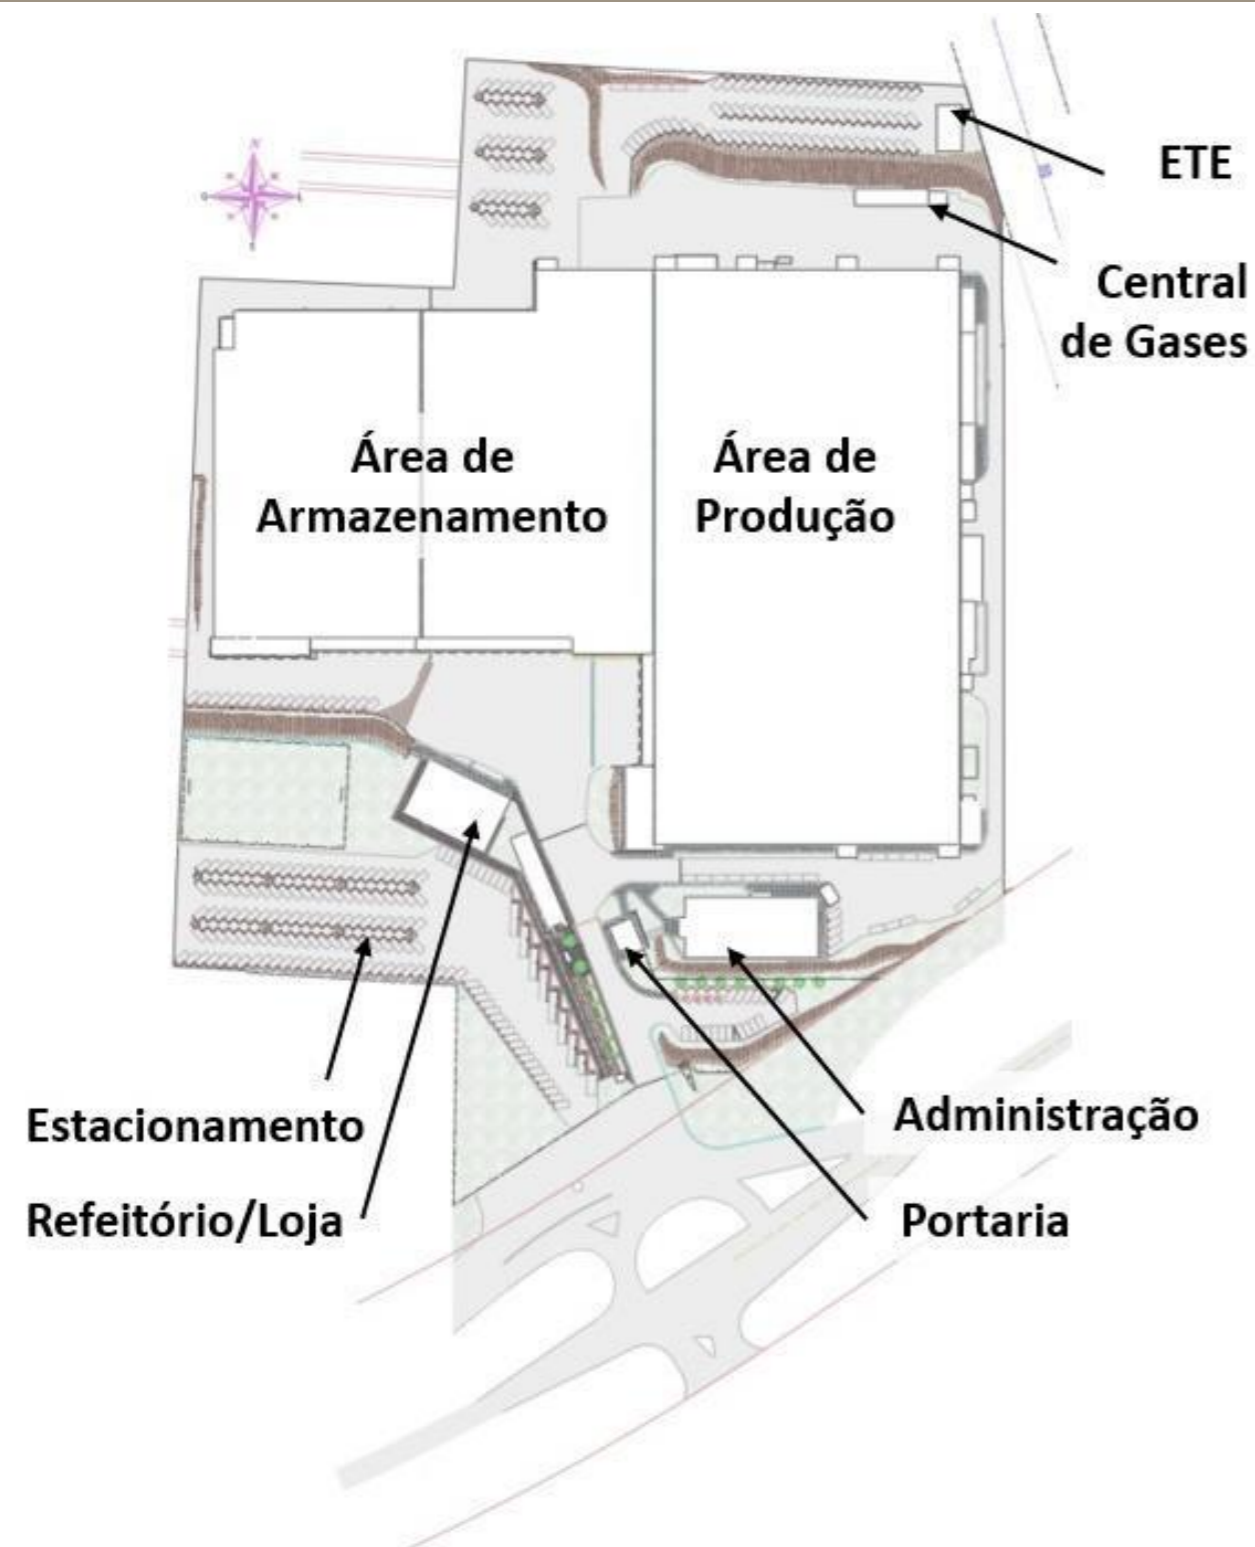 N
ETE
Central
de Gases
Área de
Armazenamento
Área de
Produção
Estacionamento
Administração
Refeitório/Loja
Portaria